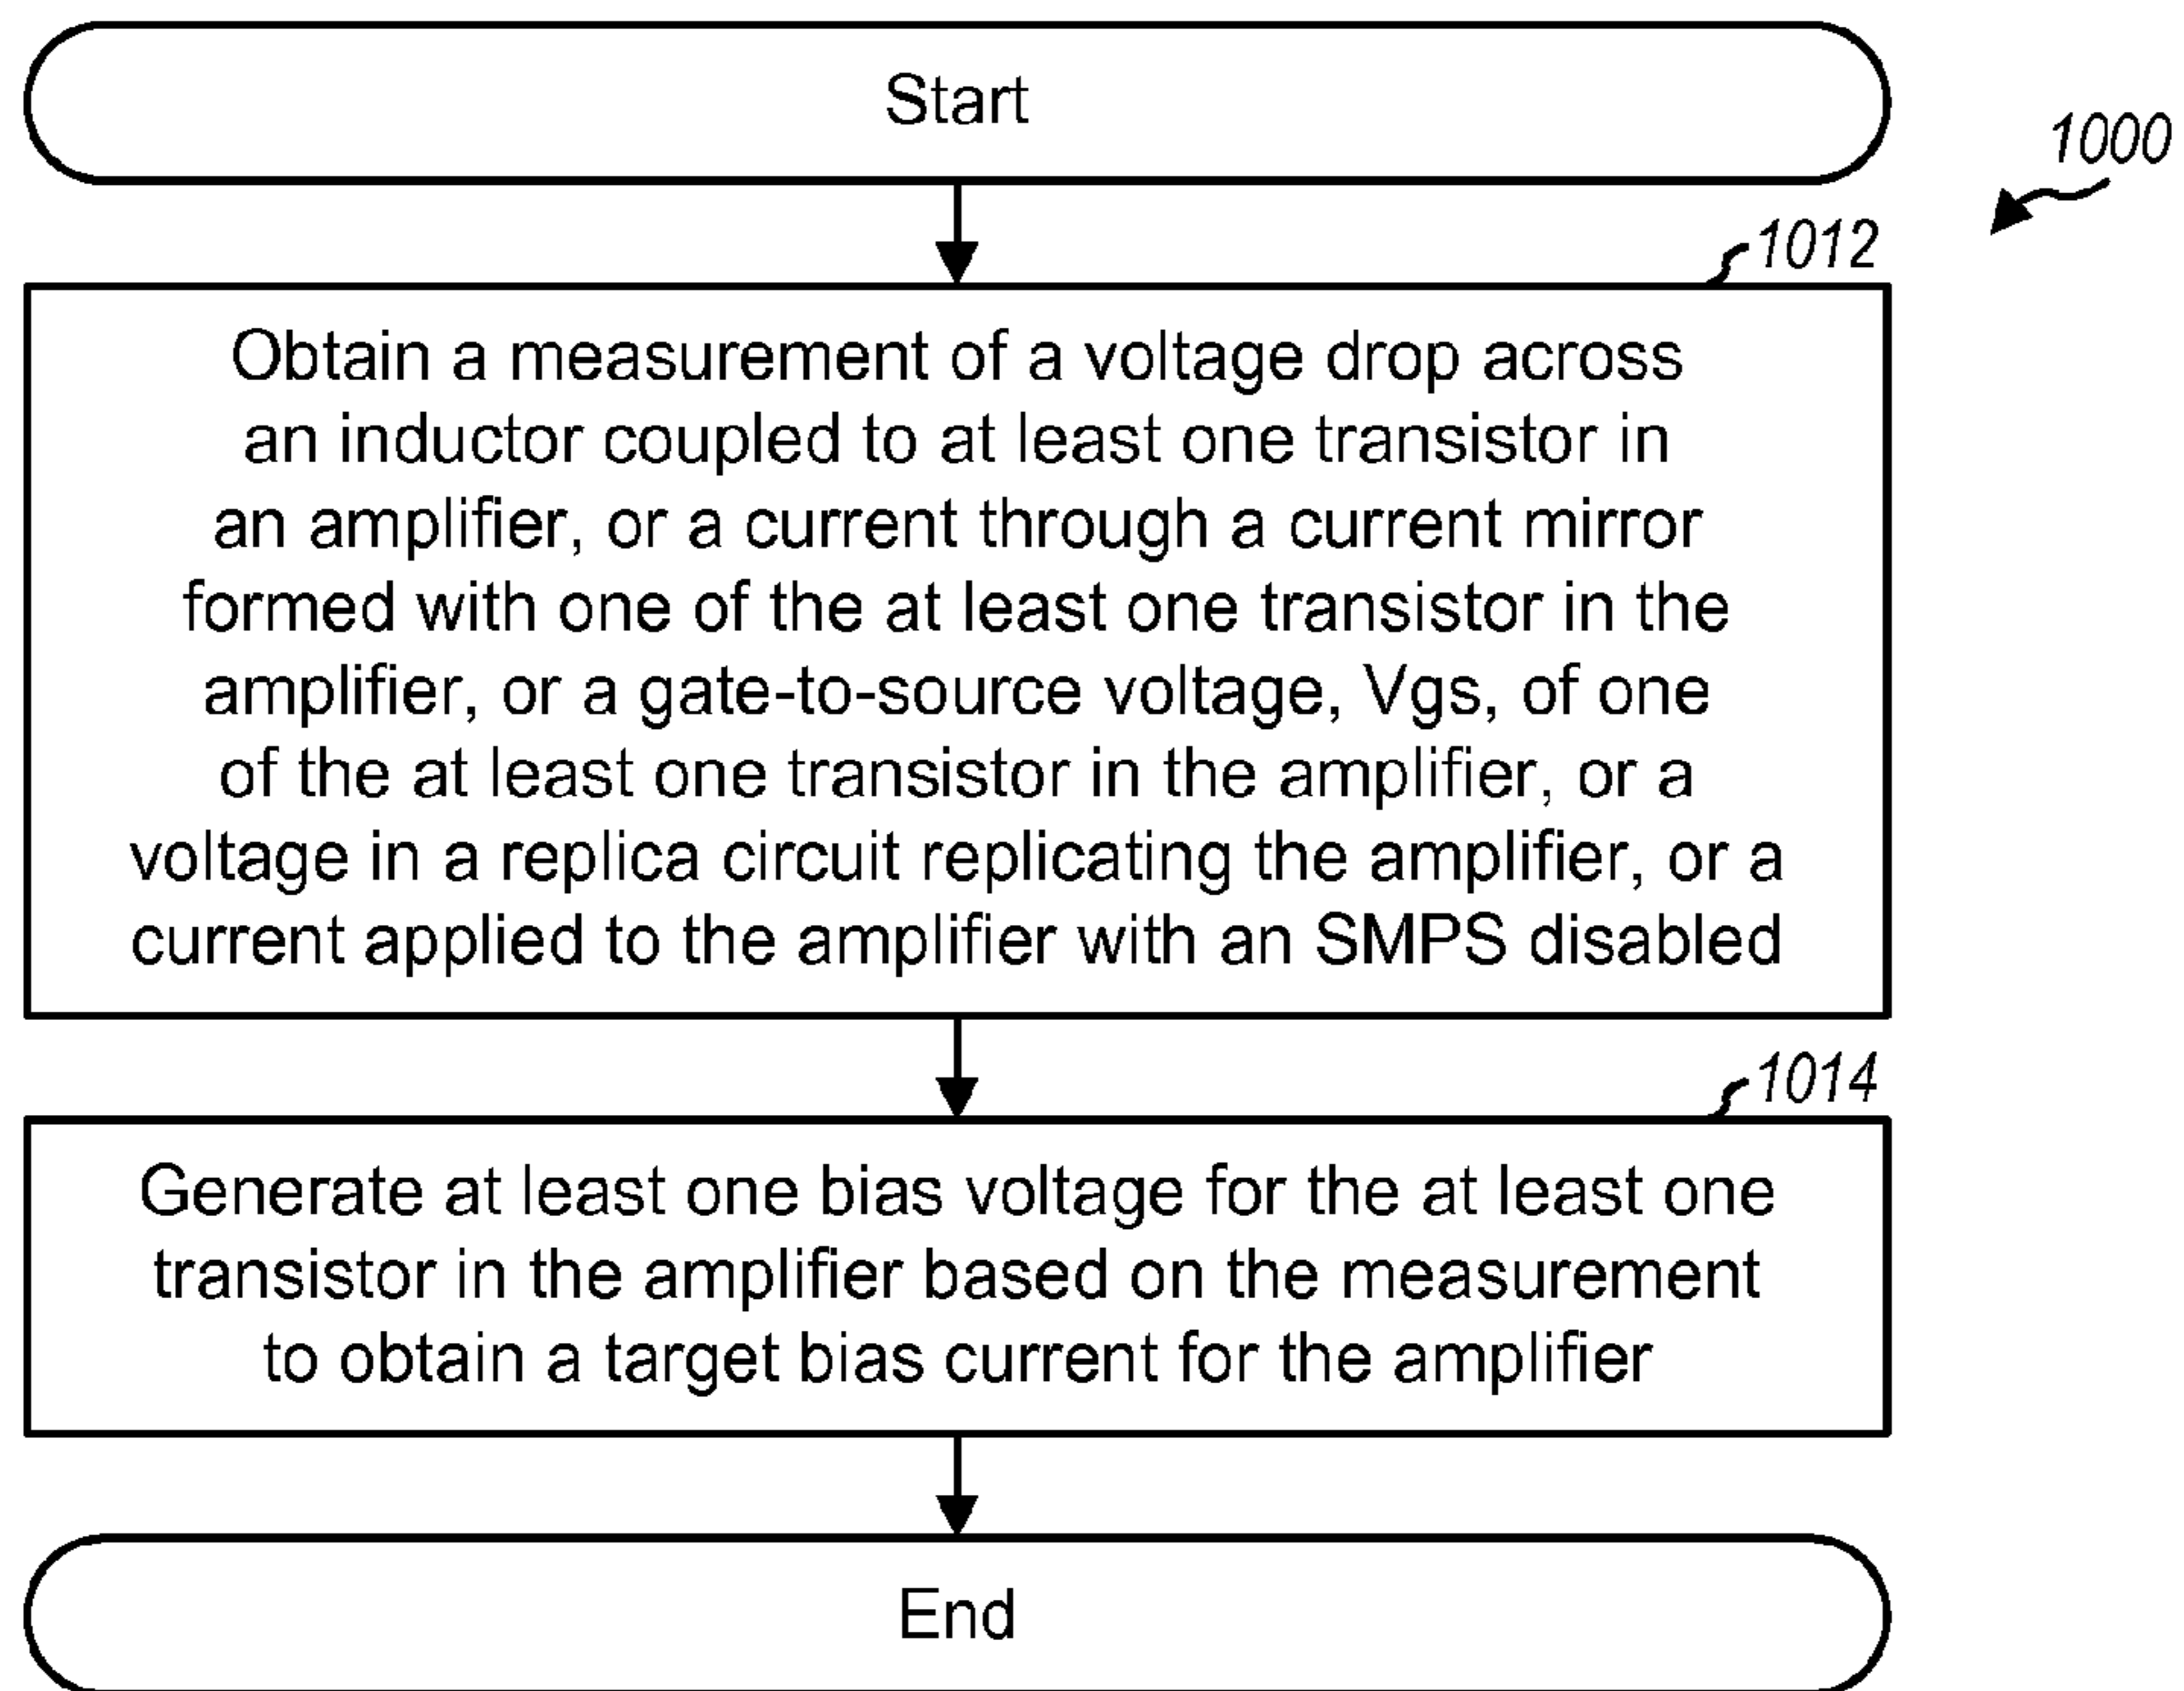 Start
1000
1012
Obtain a measurement of a voltage drop across
an inductor coupled to at least one transistor in
an amplifier, or a current through a current mirror
formed with one of the at least one transistor in the
amplifier, or a gate-to-source voltage, Vgs, of one
of the at least one transistor in the amplifier, or a
voltage in a replica circuit replicating the amplifier, or a
current applied to the amplifier with an SMPS disabled
1014
Generate at least one bias voltage for the at least one
transistor in the amplifier based on the measurement
to obtain a target bias current for the amplifier
End